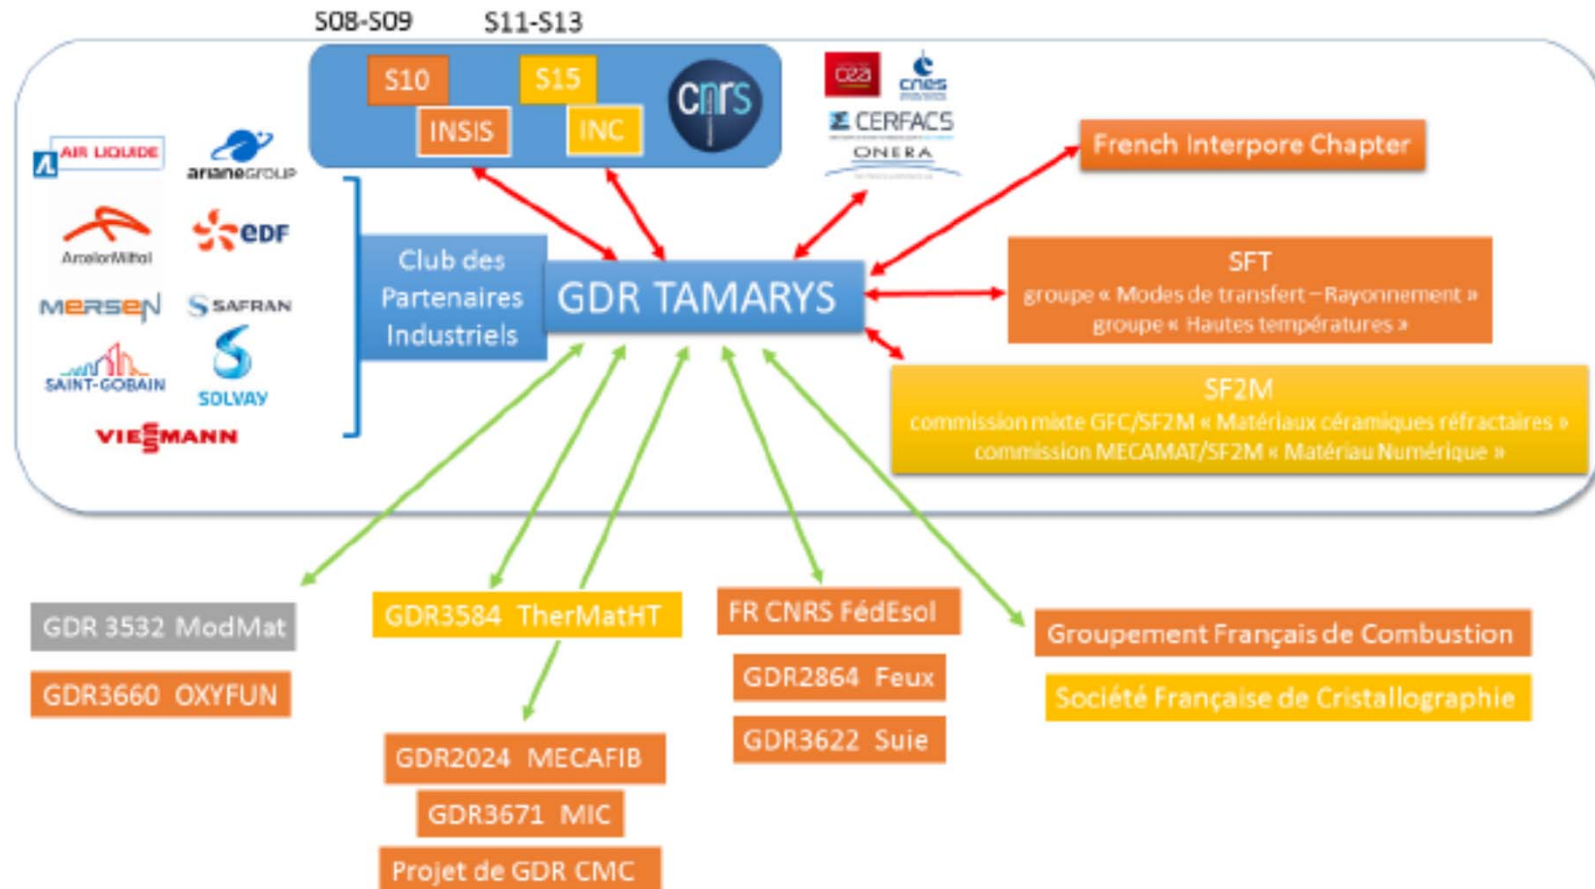 S08-S09 S11-S13
S10 S15
INSIS INC
cnrs
cea cnes
CERFACS
ONERA
French Interpore Chapter
AIR LIQUIDE
arianeGROUP
ArcelorMittal
eDF
MERSEN
SAFRAN
SAINT-GOBAIN
SOLVAY
VIESSMANN
Club des
Partenaires
Industriels
GDR TAMARYS
SFT
groupe « Modes de transfert – Rayonnement »
groupe « Hautes températures »
SF2M
commission mixte GFC/SF2M « Matériaux céramiques réfractaires »
commission MECAMAT/SF2M « Matériau Numérique »
GDR 3532 ModMat
GDR3660 OXYFUN
GDR3584 TherMatHT
GDR2024 MECAFIB
GDR3671 MIC
Projet de GDR CMC
FR CNRS FédEsol
GDR2864 Feux
GDR3622 Suie
Groupement Français de Combustion
Société Française de Cristallographie